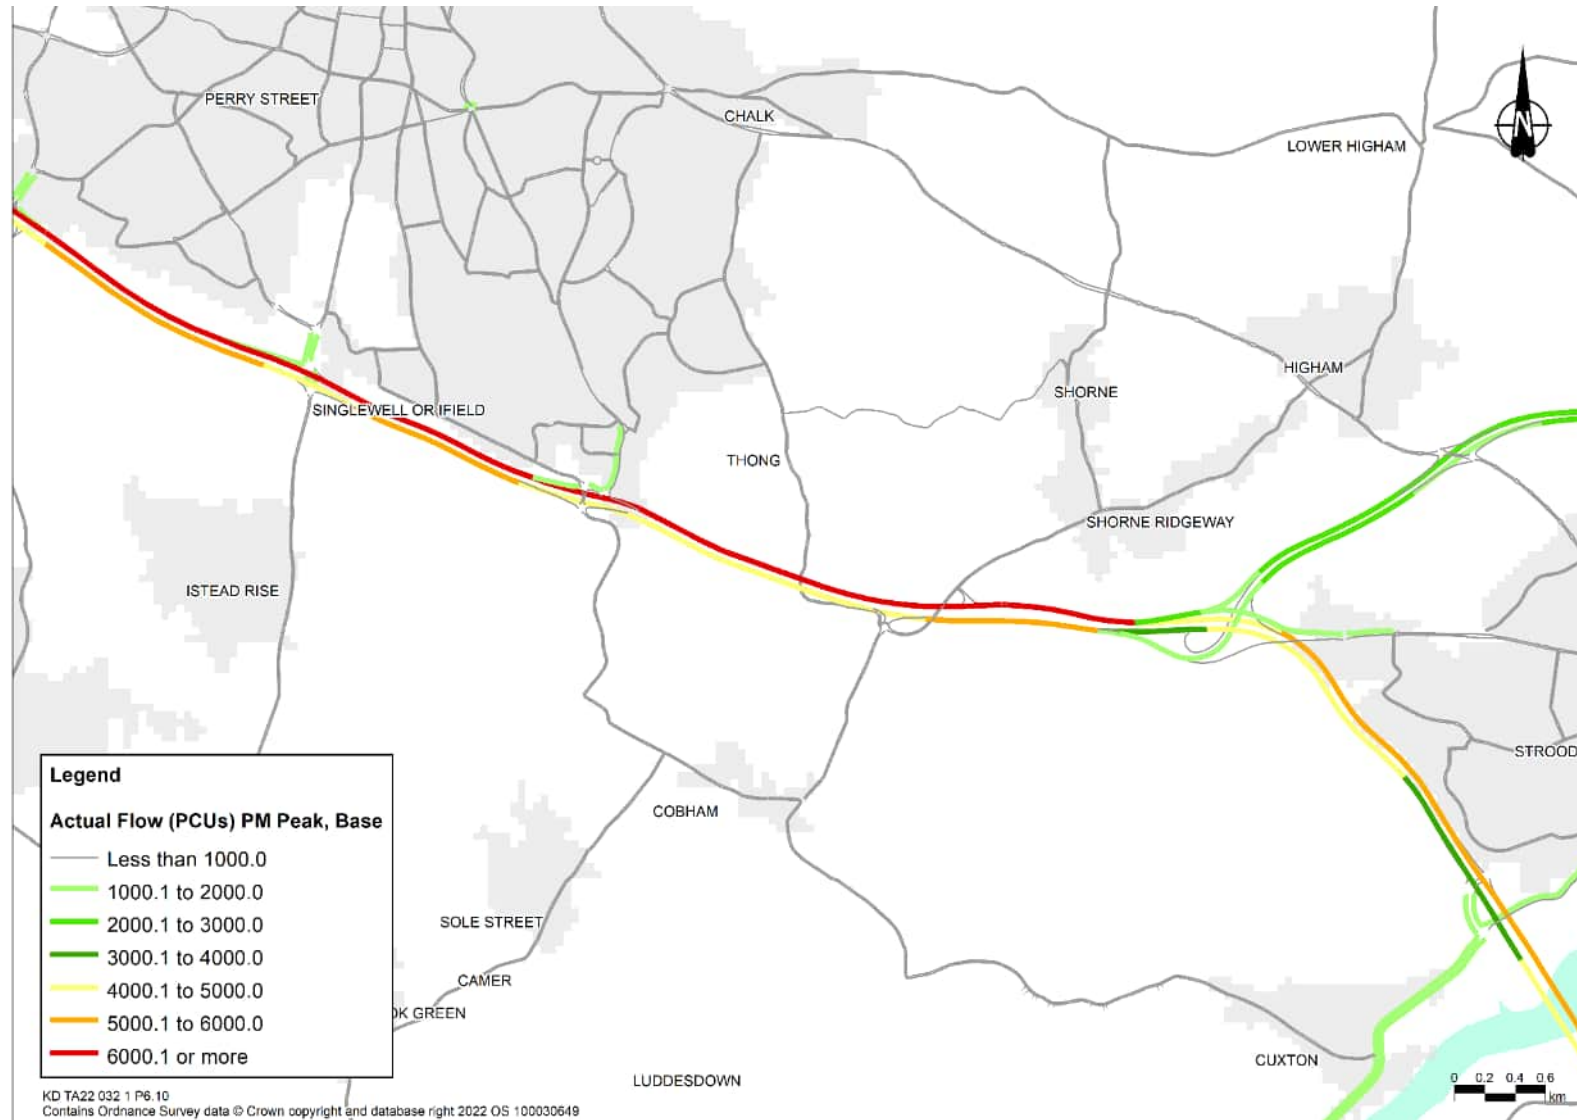 PERRY STREET
CHALK
LOWER HIGHAM
N
HIGHAM
SHORNE
SINGLEWELL OR IFIELD
THONG
SHORNE RIDGEWAY
ISTEAD RISE
STROOD
COBHAM
SOLE STREET
CAMER
OK GREEN
CUXTON
LUDDESDOWN
Legend
Actual Flow (PCUs) PM Peak, Base
Less than 1000.0
1000.1 to 2000.0
2000.1 to 3000.0
3000.1 to 4000.0
4000.1 to 5000.0
5000.1 to 6000.0
6000.1 or more
0 0.2 0.4 0.6
km
KD TA22 032 1 P6.10
Contains Ordnance Survey data © Crown copyright and database right 2022 OS 100030649